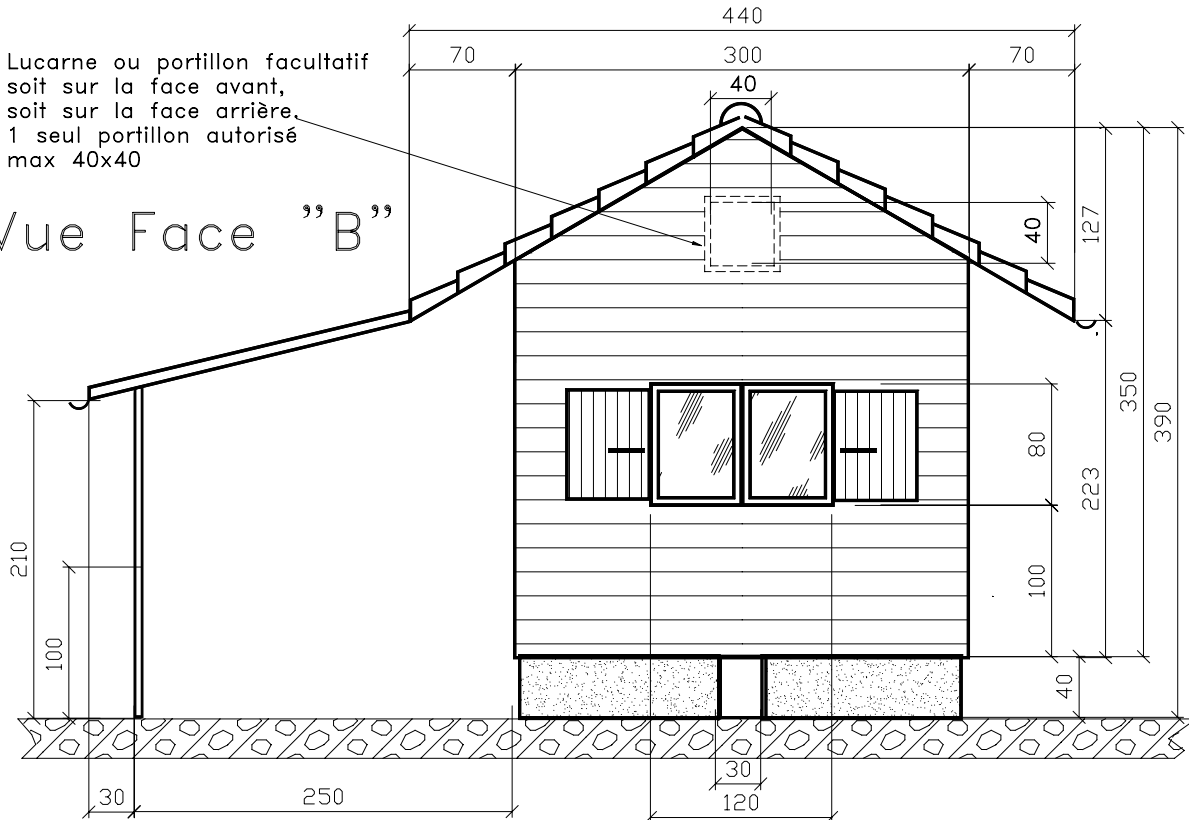 440
70 300 70
Lucarne ou portillon facultatif
soit sur la face avant,
soit sur la face arrière,
1 seul portillon autorisé
max 40x40
40
Vue Face "B"
40
127
350
390
80
223
210
100
100
40
30
30 250
120